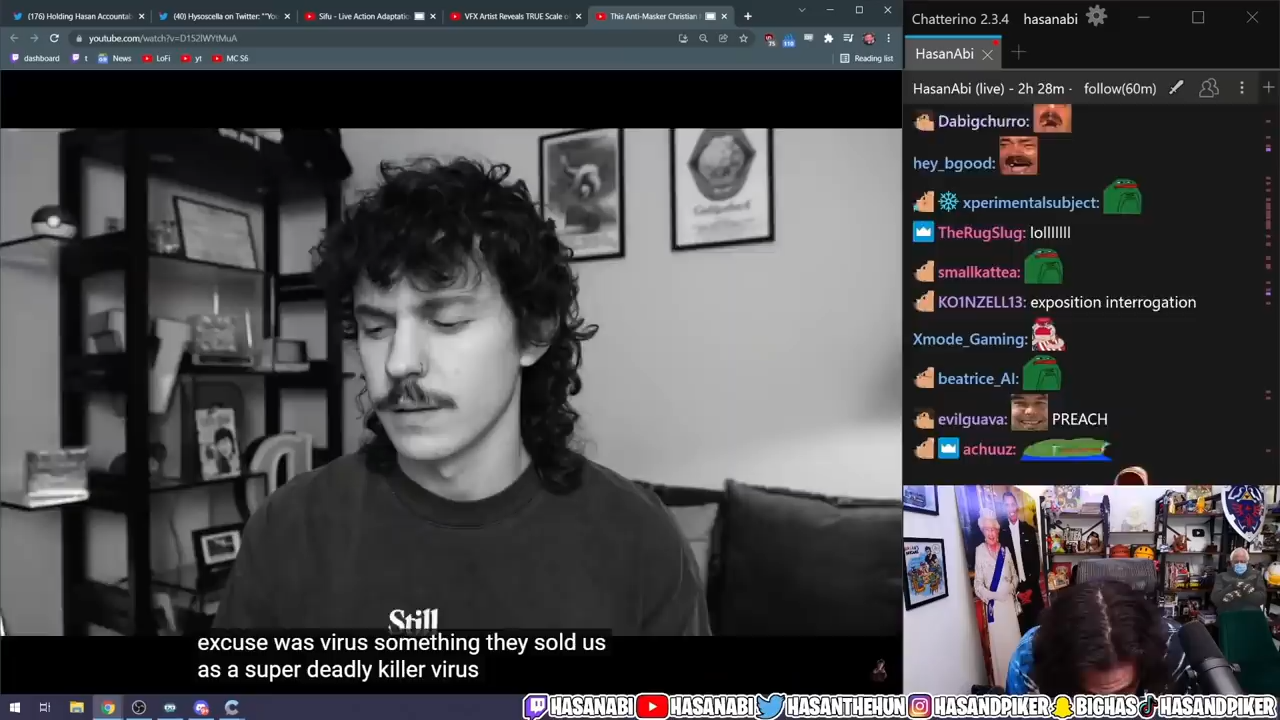 (176) Holding Hasan Accountab
(40) Hysoscella on Twitter: "Yo
Sifu - Live Action Adaptatio
VFX Artist Reveals TRUE Scale o
This Anti-Masker Christian
youtube.com/watch?v=D152lWYtMuA
dashboard
t
News
LoFi
yt
MC S6
Reading list
Still
excuse was virus something they sold us
as a super deadly killer virus
Chatterino 2.3.4
hasanabi
HasanAbi
HasanAbi (live) - 2h 28m -
follow(60m)
Dabigchurro:
hey_bgood:
xperimentalsubject:
TheRugSlug: lolllllll
smallkattea:
KO1NZELL13: exposition interrogation
Xmode_Gaming:
beatrice_AI:
evilguava: PREACH
achuuz:
HASANABI
HASANABI
HASANTHEHUN
HASANDPIKER
BIGHAS
HASANDPIKER